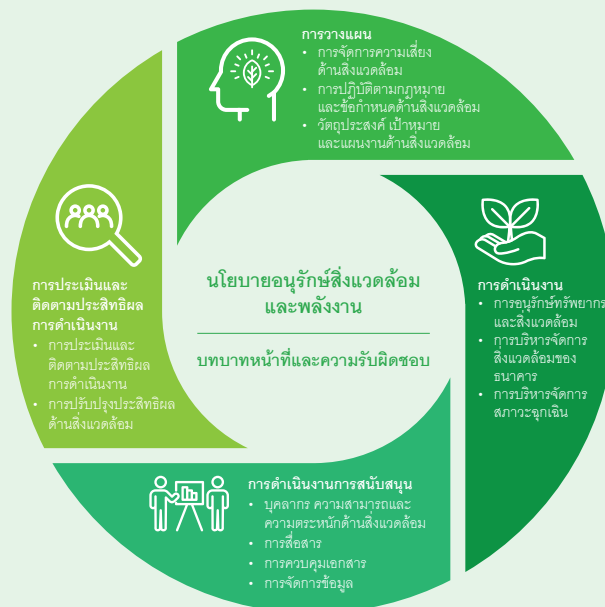 การวางแผน
• การจัดการความเสี่ยง
ด้านสิ่งแวดล้อม
• การปฏิบัติตามกฎหมาย
และข้อกำหนดด้านสิ่งแวดล้อม
• วัตถุประสงค์ เป้าหมาย
และแผนงานด้านสิ่งแวดล้อม
การดำเนินงาน
• การอนุรักษ์ทรัพยากร
และสิ่งแวดล้อม
• การบริหารจัดการ
สิ่งแวดล้อมของ
ธนาคาร
• การบริหารจัดการ
สภาวะฉุกเฉิน
การดำเนินงานการสนับสนุน
• บุคลากร ความสามารถและ
ความตระหนักด้านสิ่งแวดล้อม
• การสื่อสาร
• การควบคุมเอกสาร
• การจัดการข้อมูล
การประเมินและ
ติดตามประสิทธิผล
การดำเนินงาน
• การประเมินและ
ติดตามประสิทธิผล
การดำเนินงาน
• การปรับปรุงประสิทธิผล
ด้านสิ่งแวดล้อม
นโยบายอนุรักษ์สิ่งแวดล้อม
และพลังงาน
บทบาทหน้าที่และความรับผิดชอบ